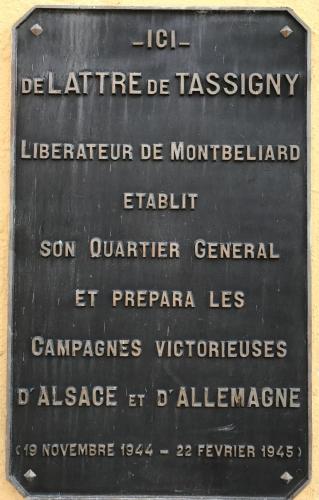 -ICI-
DE LATTRE DE TASSIGNY
LIBERATEUR DE MONTBELIARD
ETABLIT
SON QUARTIER GENERAL
ET PREPARA LES
CAMPAGNES VICTORIEUSES
D'ALSACE ET D'ALLEMAGNE
(19 NOVEMBRE 1944 - 22 FÉVRIER 1945)